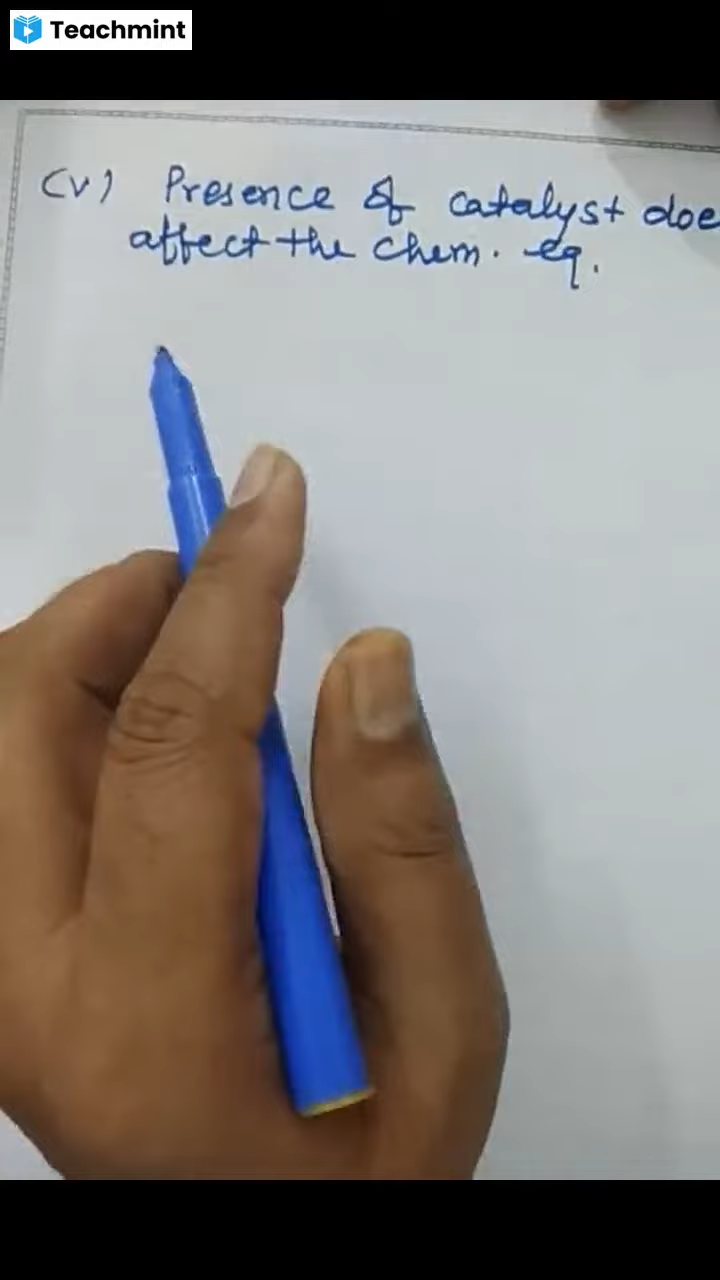 Teachmint
(v) Presence of catalyst doe
affect the chem. eq.